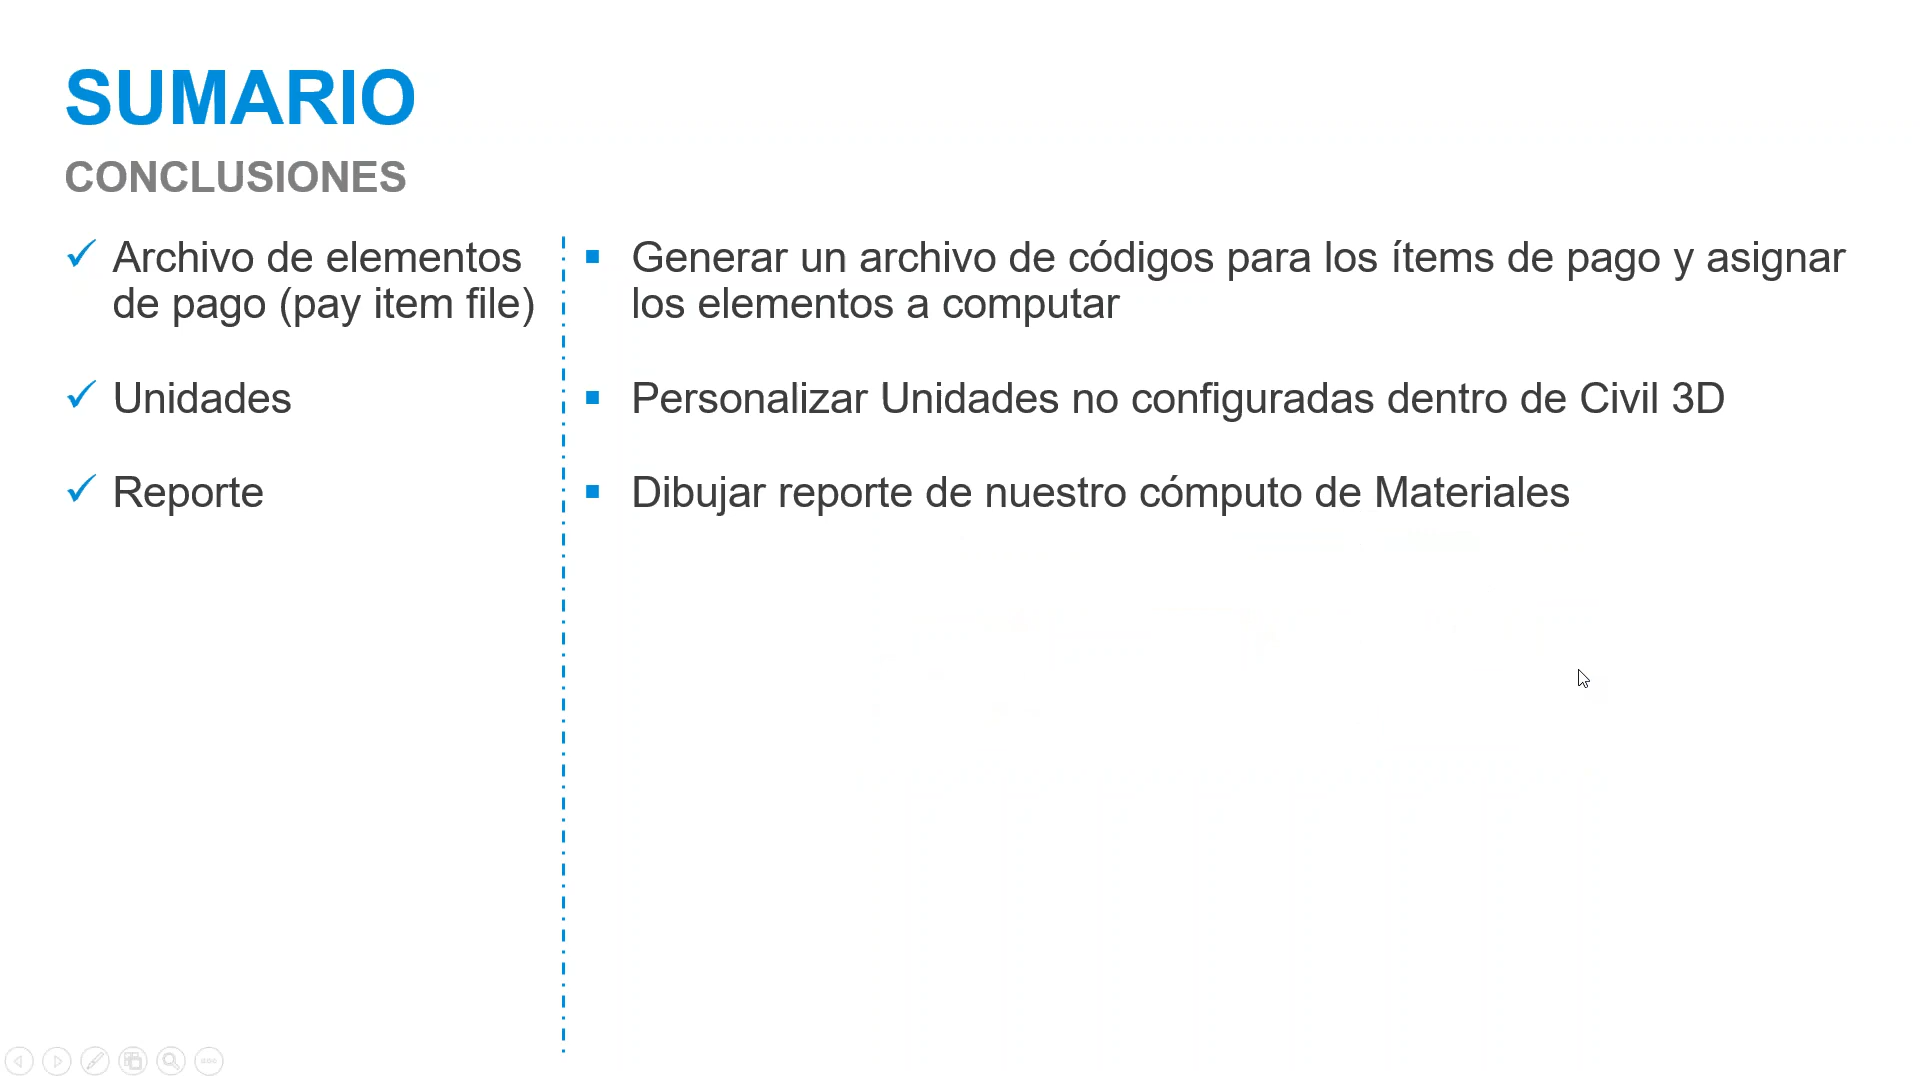 SUMARIO
CONCLUSIONES
Archivo de elementos
de pago (pay item file)
Generar un archivo de códigos para los ítems de pago y asignar
los elementos a computar
Unidades
Personalizar Unidades no configuradas dentro de Civil 3D
Reporte
Dibujar reporte de nuestro cómputo de Materiales